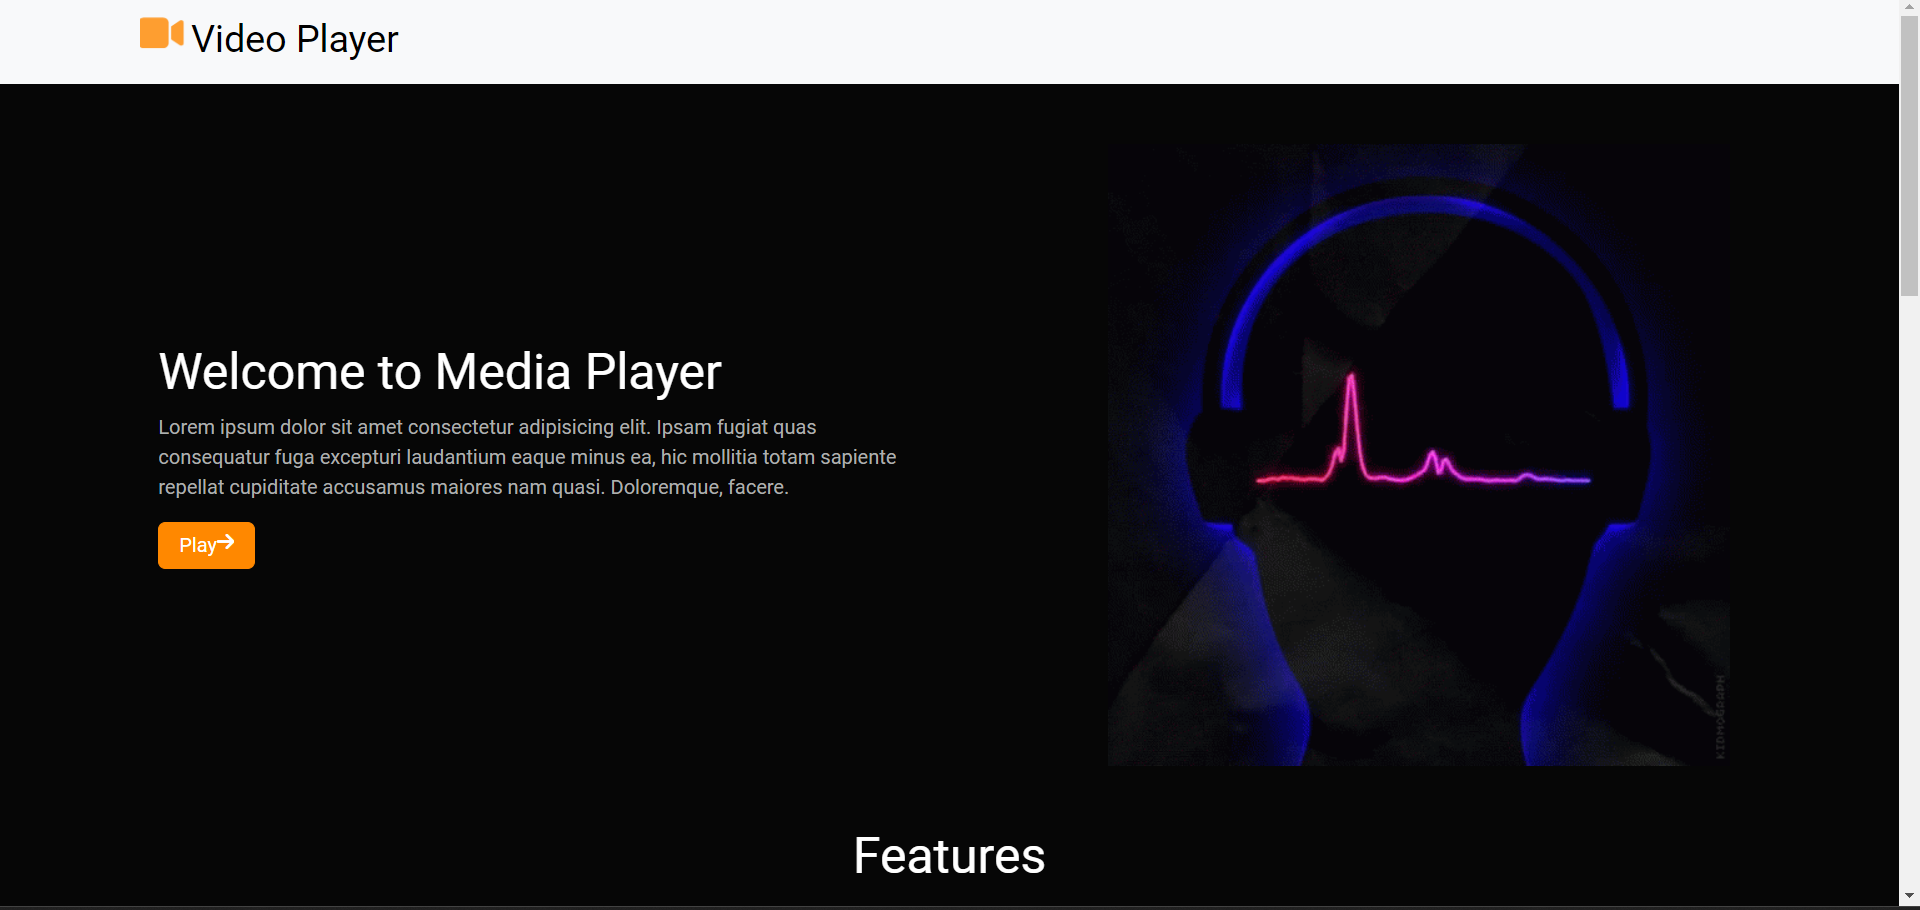 Video Player
Welcome to Media Player
Lorem ipsum dolor sit amet consectetur adipisicing elit. Ipsam fugiat quas
consequatur fuga excepturi laudantium eaque minus ea, hic mollitia totam sapiente
repellat cupiditate accusamus maiores nam quasi. Doloremque, facere.
Play
KIDMOGRAPH
Features